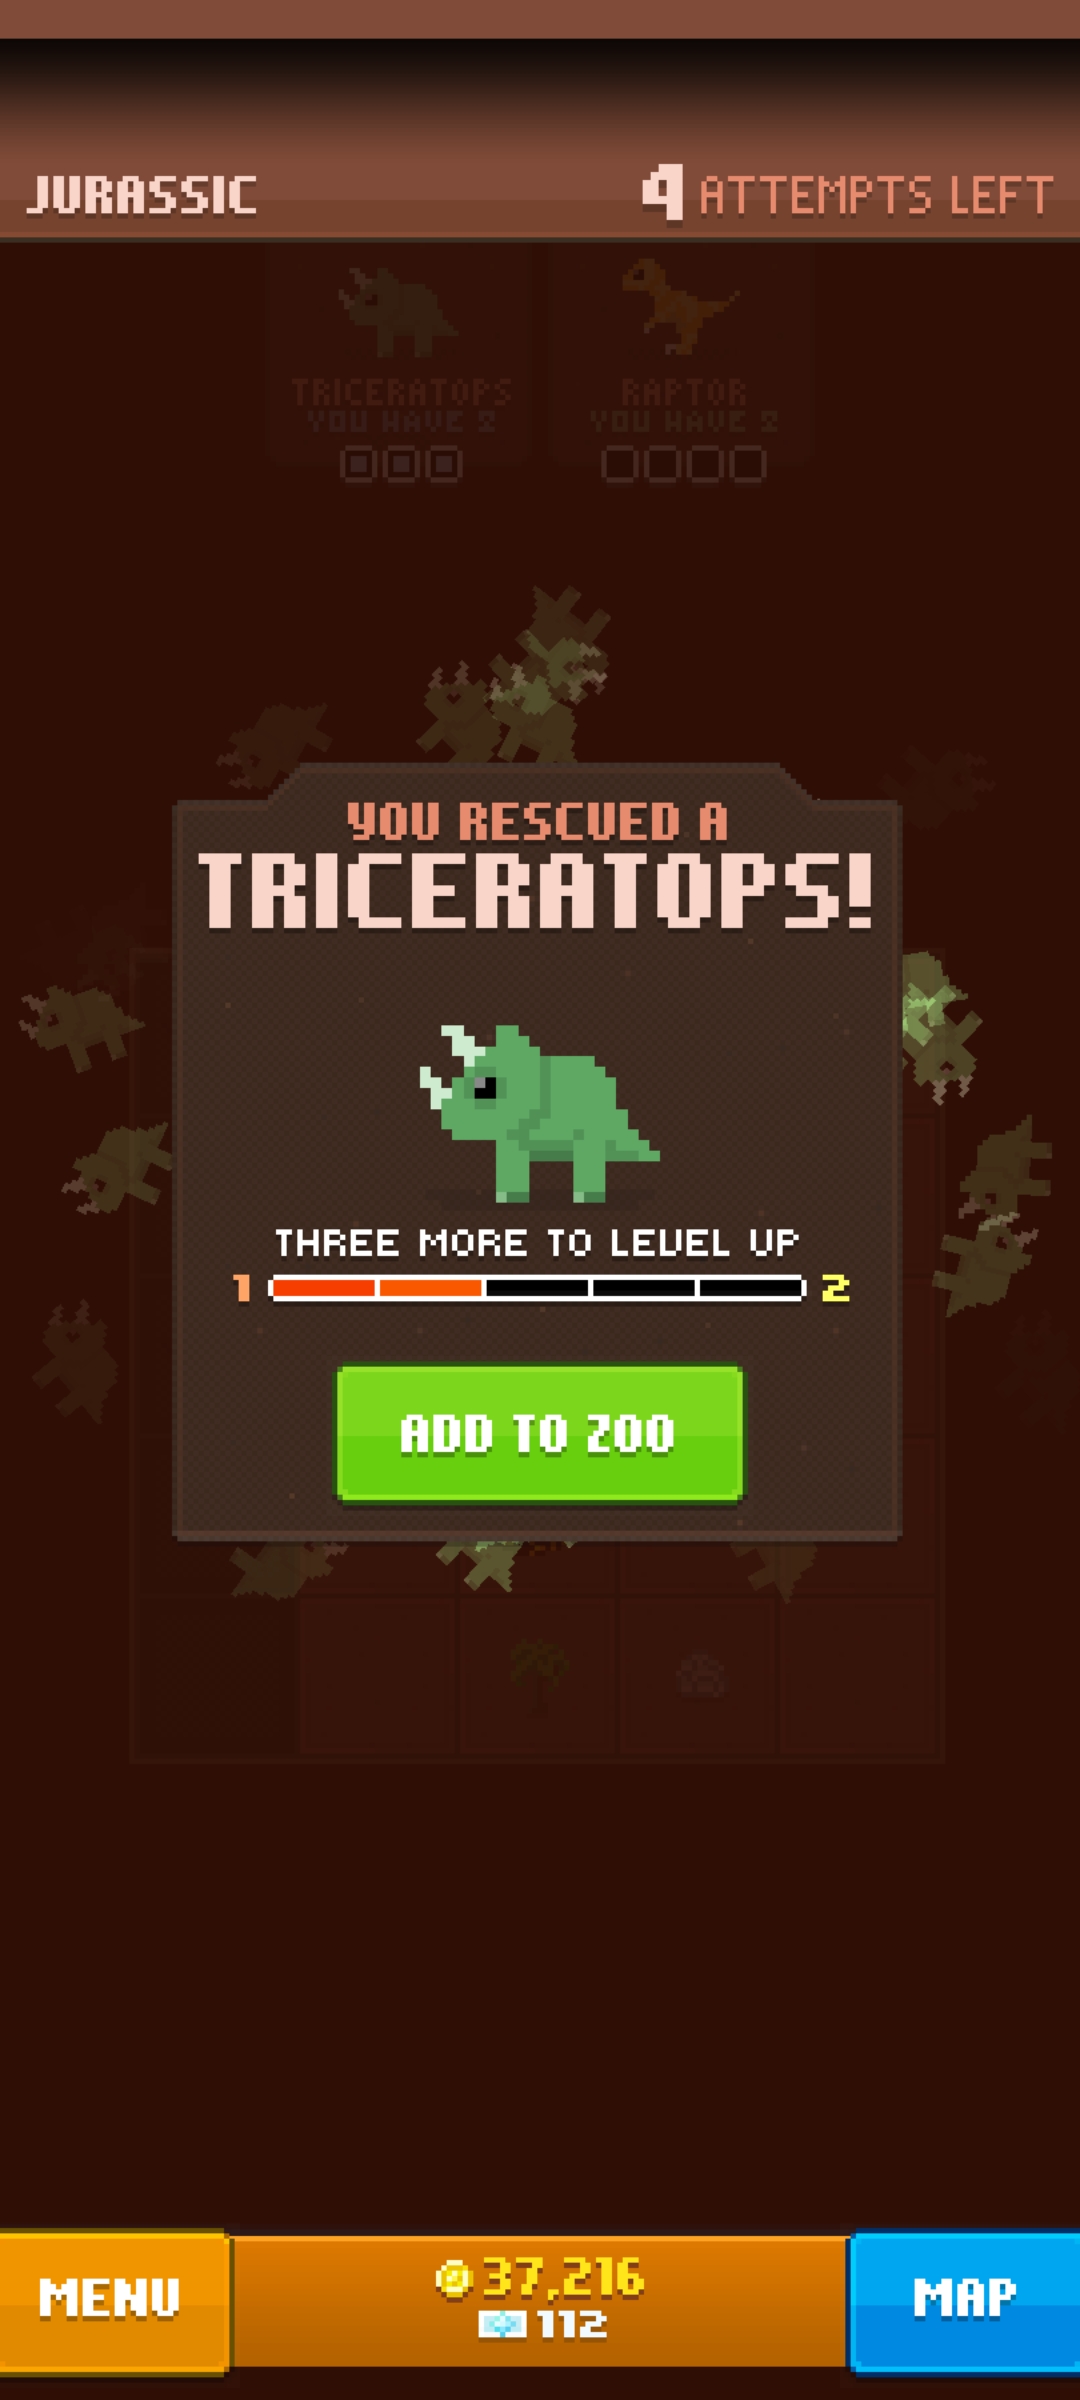 JURASSIC
4 ATTEMPTS LEFT
TRICERATOPS
YOU HAVE 2
RAPTOR
YOU HAVE 2
YOU RESCUED A
TRICERATOPS!
THREE MORE TO LEVEL UP
1
2
ADD TO ZOO
MENU
37,216
112
MAP